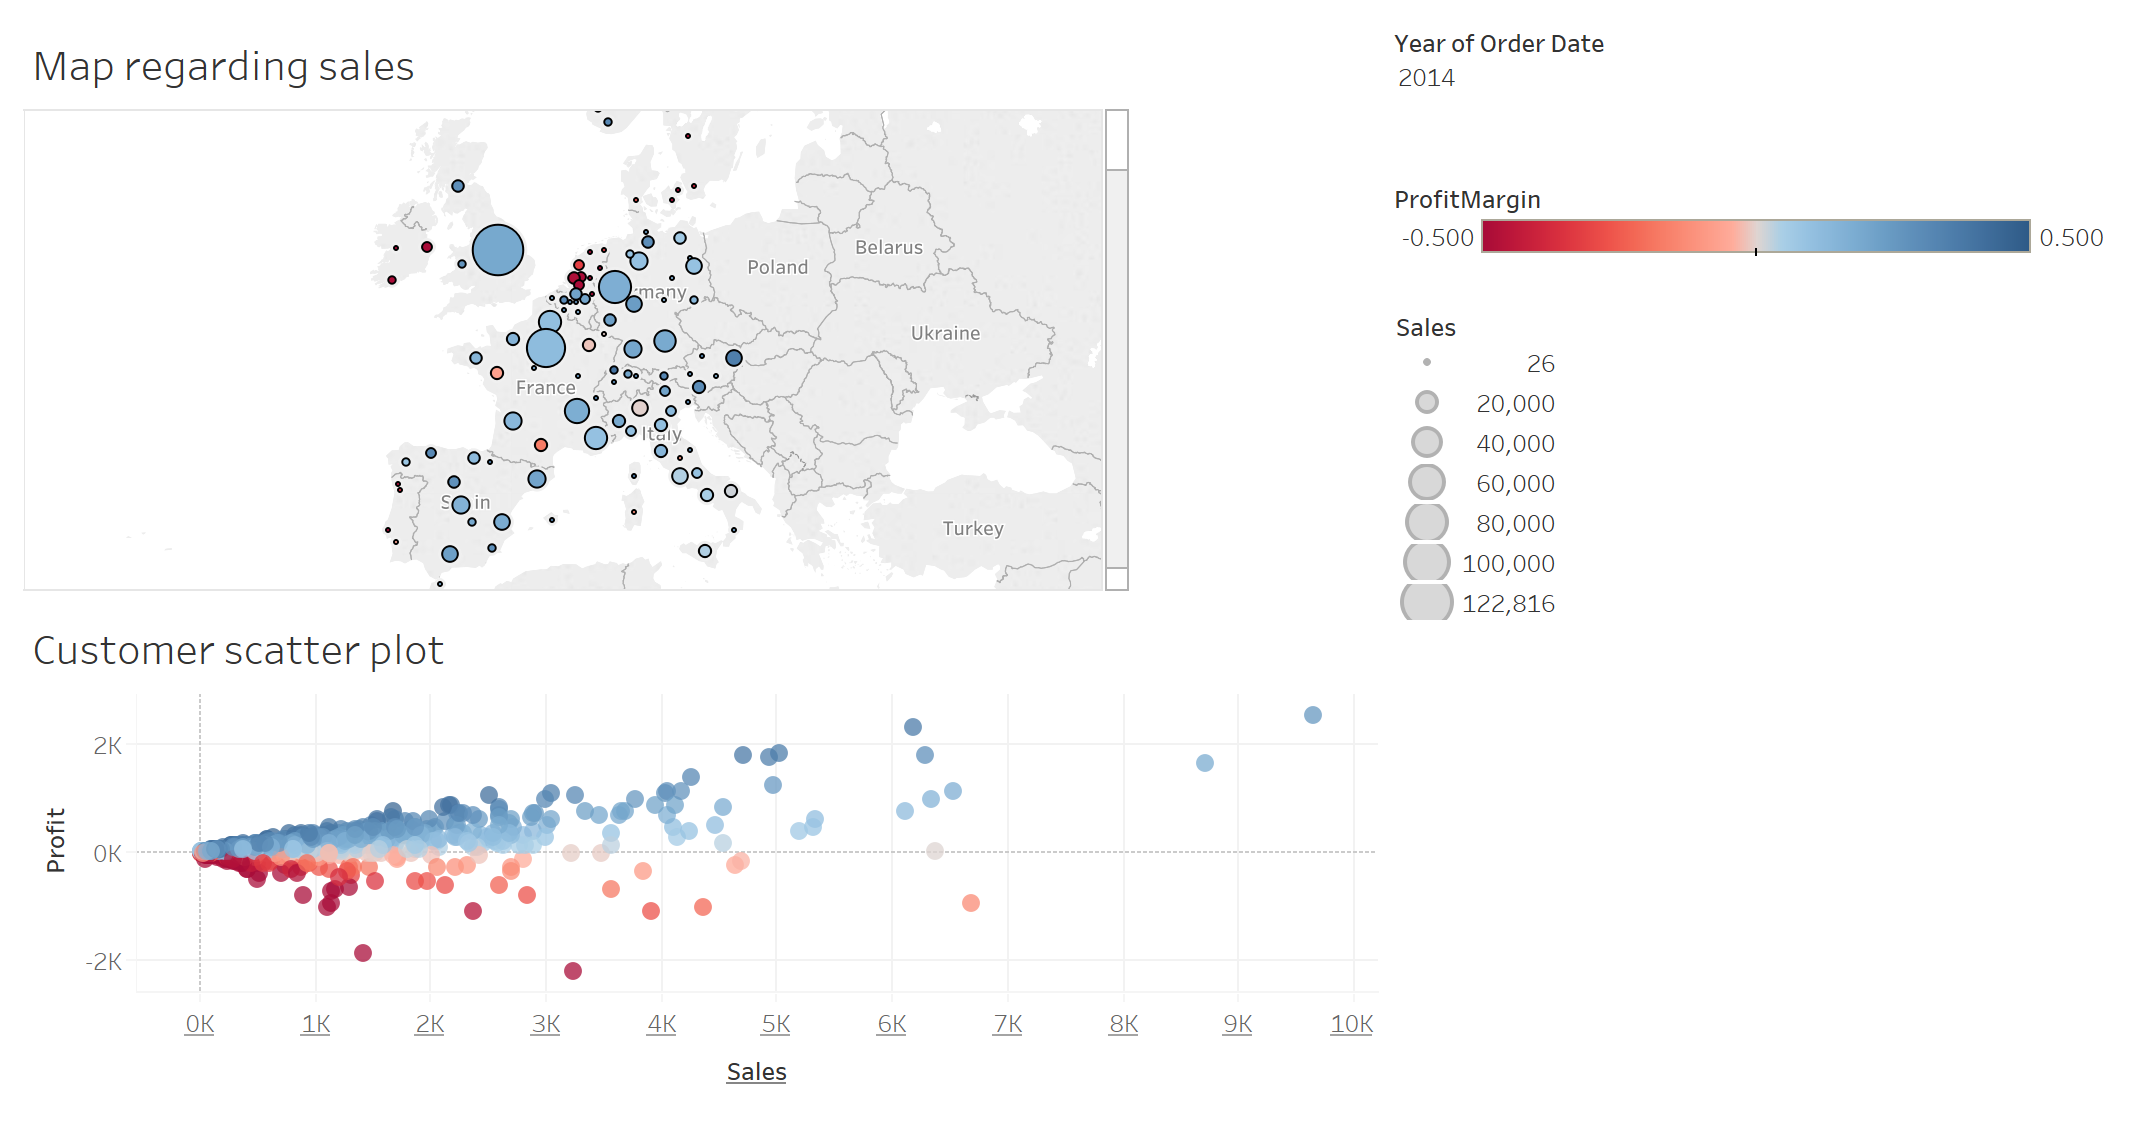 Map regarding sales
Belarus
Poland
many
Ukraine
France
Italy
S in
Turkey
Year of Order Date
2014
ProfitMargin
-0.500 0.500
Sales
26
20,000
40,000
60,000
80,000
100,000
122,816
Customer scatter plot
Profit
2K
0K
-2K
0K 1K 2K 3K 4K 5K 6K 7K 8K 9K 10K
Sales